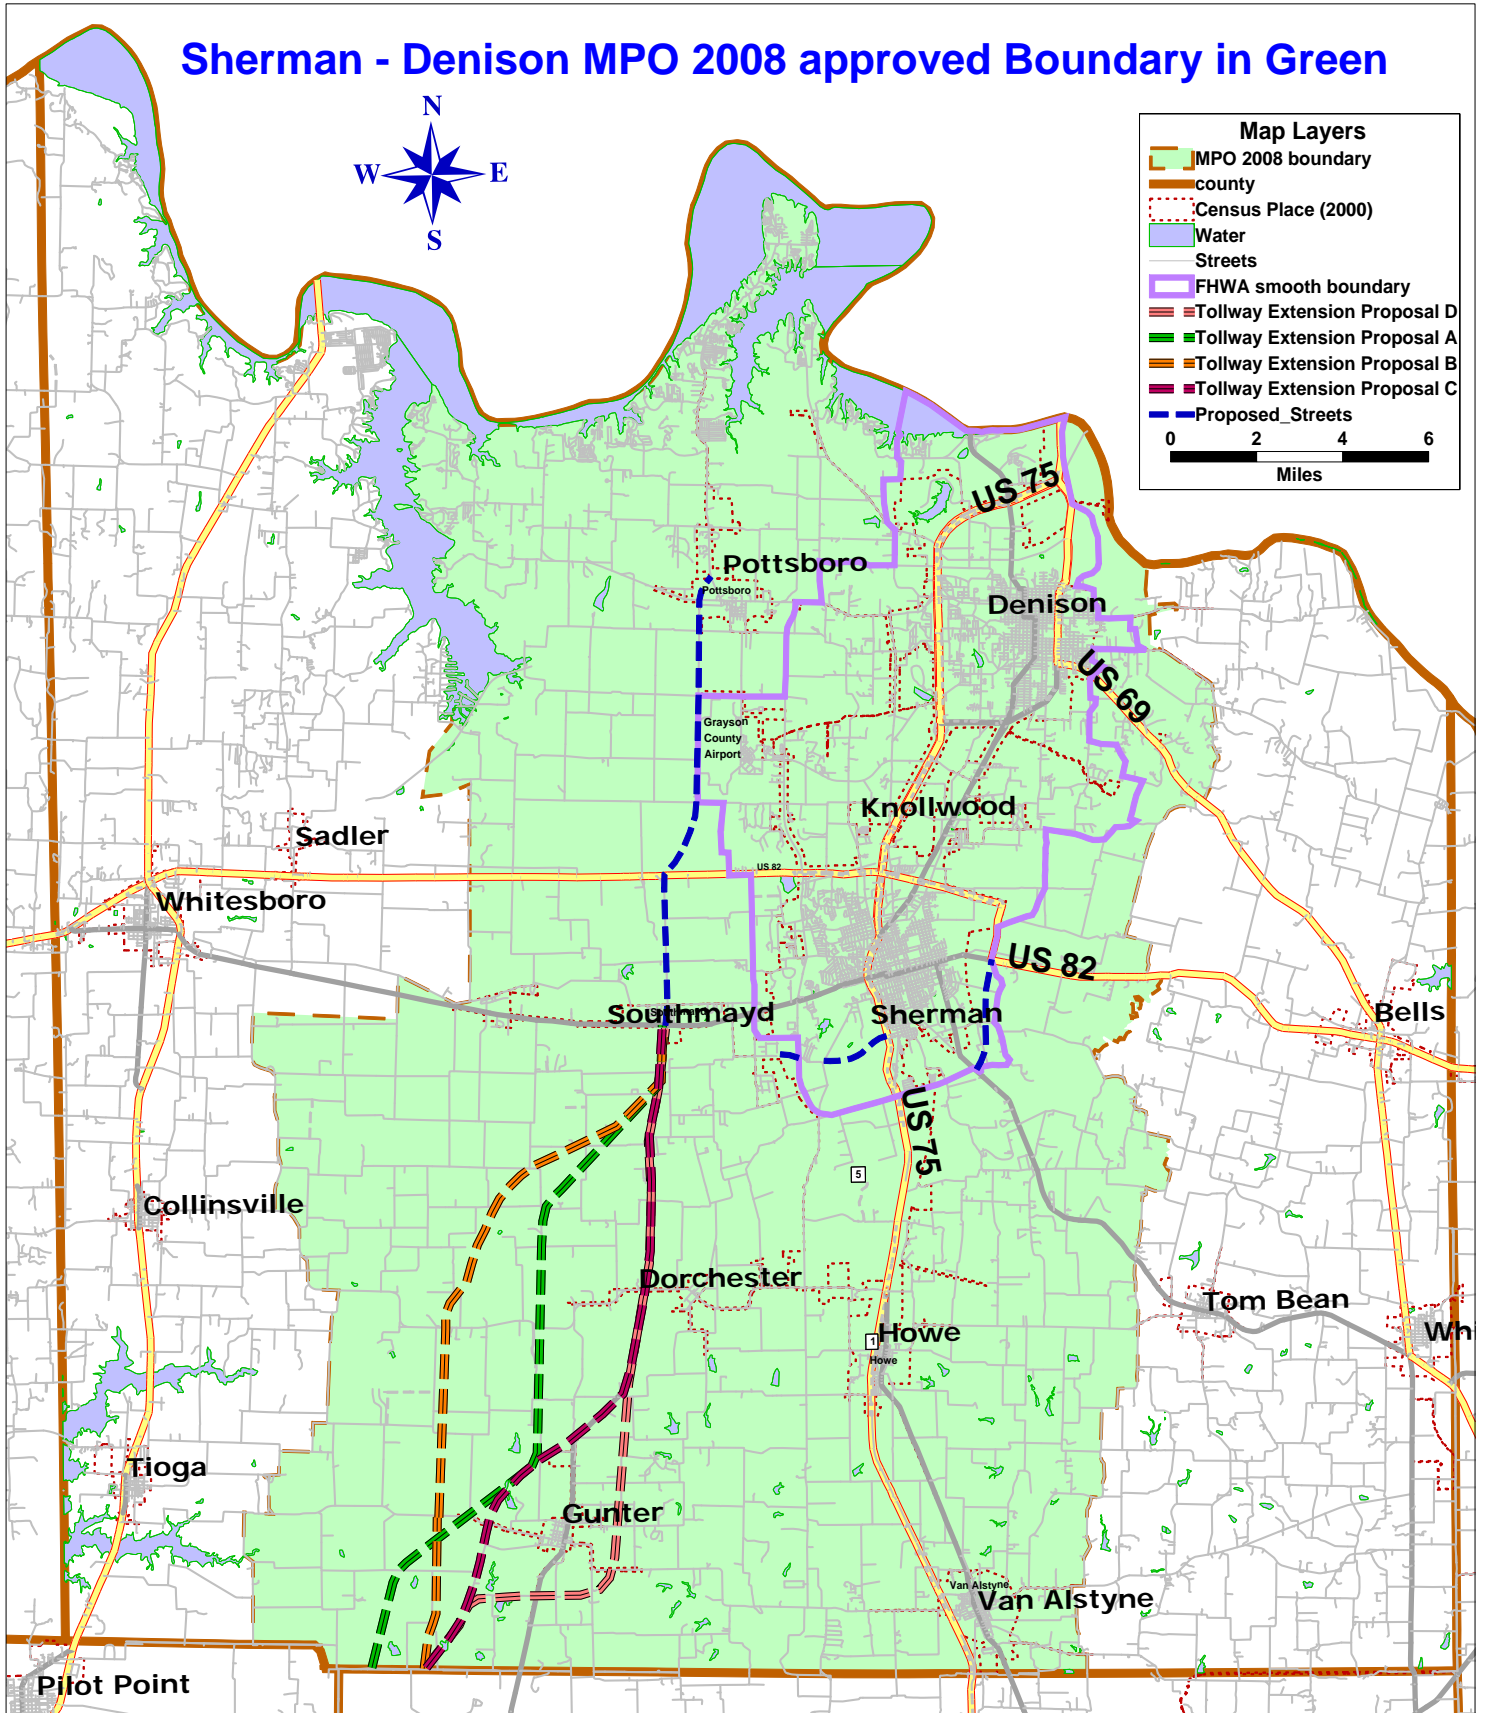 Sherman - Denison MPO 2008 approved Boundary in Green
N
W
E
S
Map Layers
MPO 2008 boundary
county
Census Place (2000)
Water
Streets
FHWA smooth boundary
Tollway Extension Proposal D
Tollway Extension Proposal A
Tollway Extension Proposal B
Tollway Extension Proposal C
Proposed_Streets
0 2 4 6
Miles
US 75
Pottsboro
Pottsboro
Denison
US 69
Grayson
County
Airport
Knollwood
Sadler
US 82
Whitesboro
US 82
Southmayd
Southmayd
Sherman
Bells
US 75
5
Collinsville
Dorchester
Tom Bean
Howe
1
Howe
Whi
Tioga
Gunter
Van Alstyne
Van Alstyne
Pilot Point